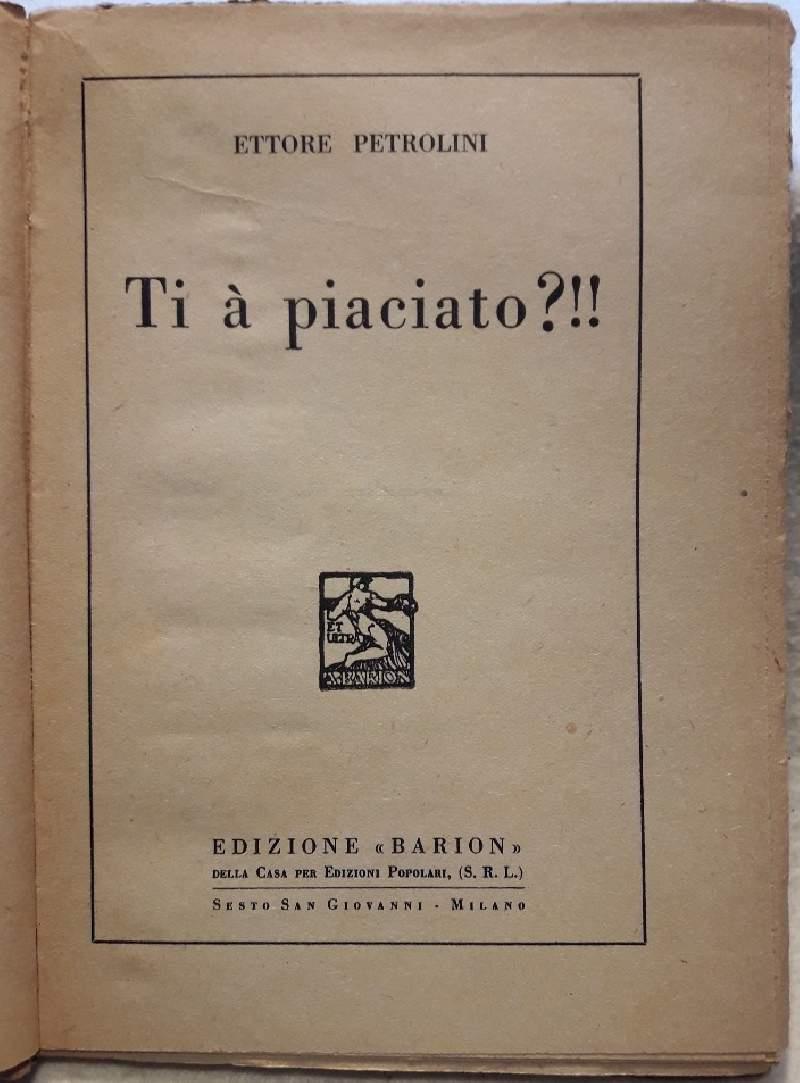 ETTORE PETROLINI
Ti à piaciato?!!
ET
ULTRA
A·BARION
EDIZIONE «BARION»
DELLA CASA PER EDIZIONI POPOLARI, (S. R. L.)
SESTO SAN GIOVANNI - MILANO